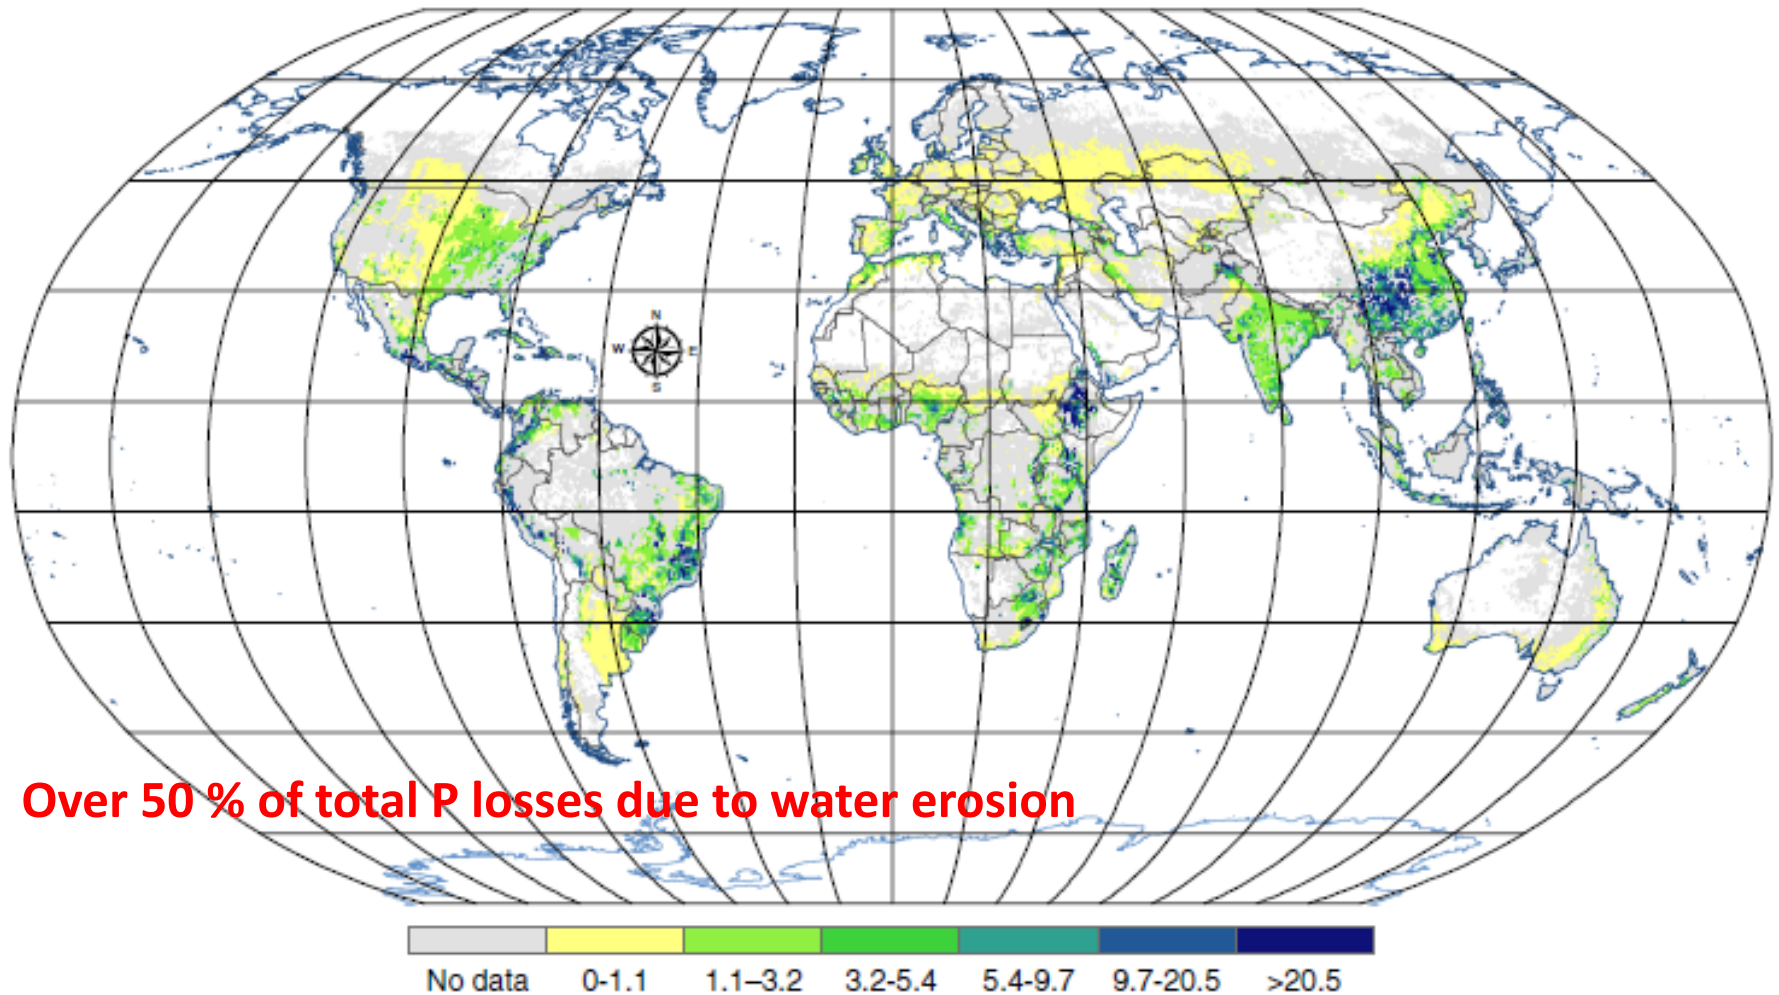 N
W E
S
Over 50 % of total P losses due to water erosion
No data 0-1.1 1.1–3.2 3.2-5.4 5.4-9.7 9.7-20.5 >20.5